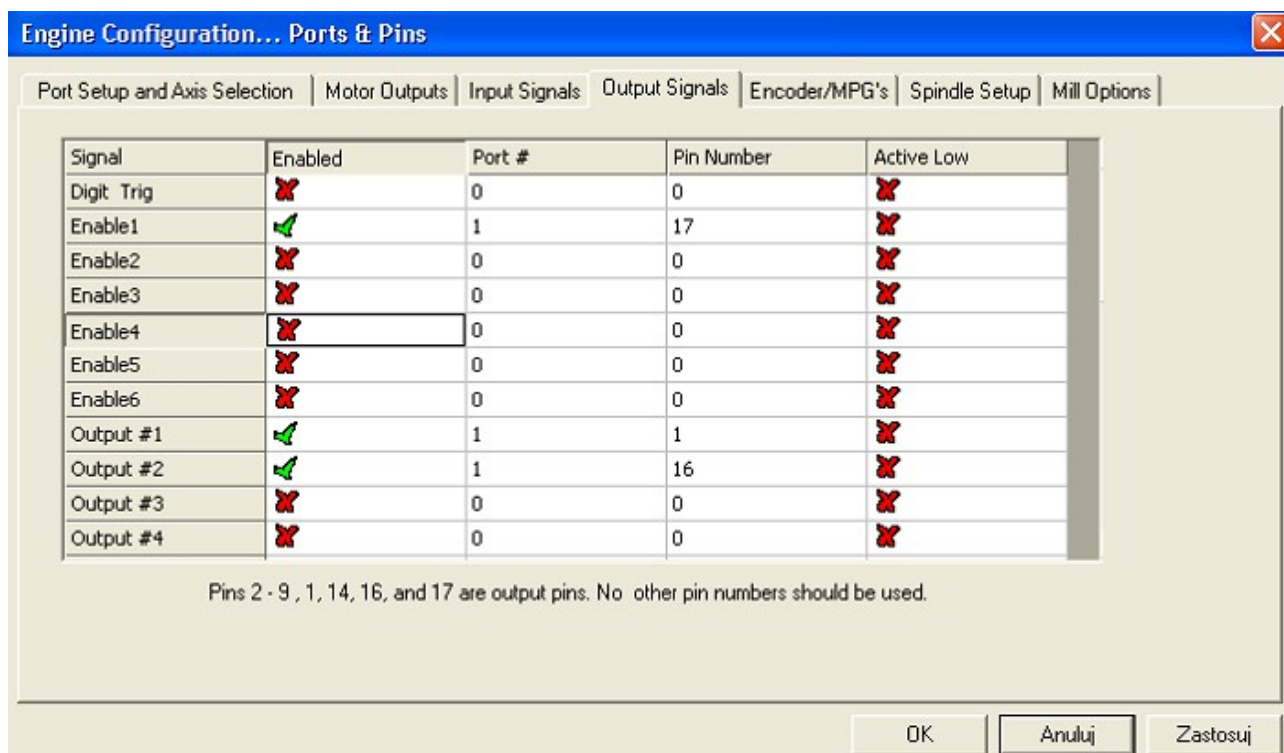 Engine Configuration... Ports & Pins
Port Setup and Axis Selection Motor Outputs Input Signals Output Signals Encoder/MPG's Spindle Setup Mill Options
Signal Enabled Port # Pin Number Active Low
Digit Trig 0 0
Enable1 1 17
Enable2 0 0
Enable3 0 0
Enable4 0 0
Enable5 0 0
Enable6 0 0
Output #1 1 1
Output #2 1 16
Output #3 0 0
Output #4 0 0
Pins 2 - 9 , 1, 14, 16, and 17 are output pins. No other pin numbers should be used.
OK Anuluj Zastosuj